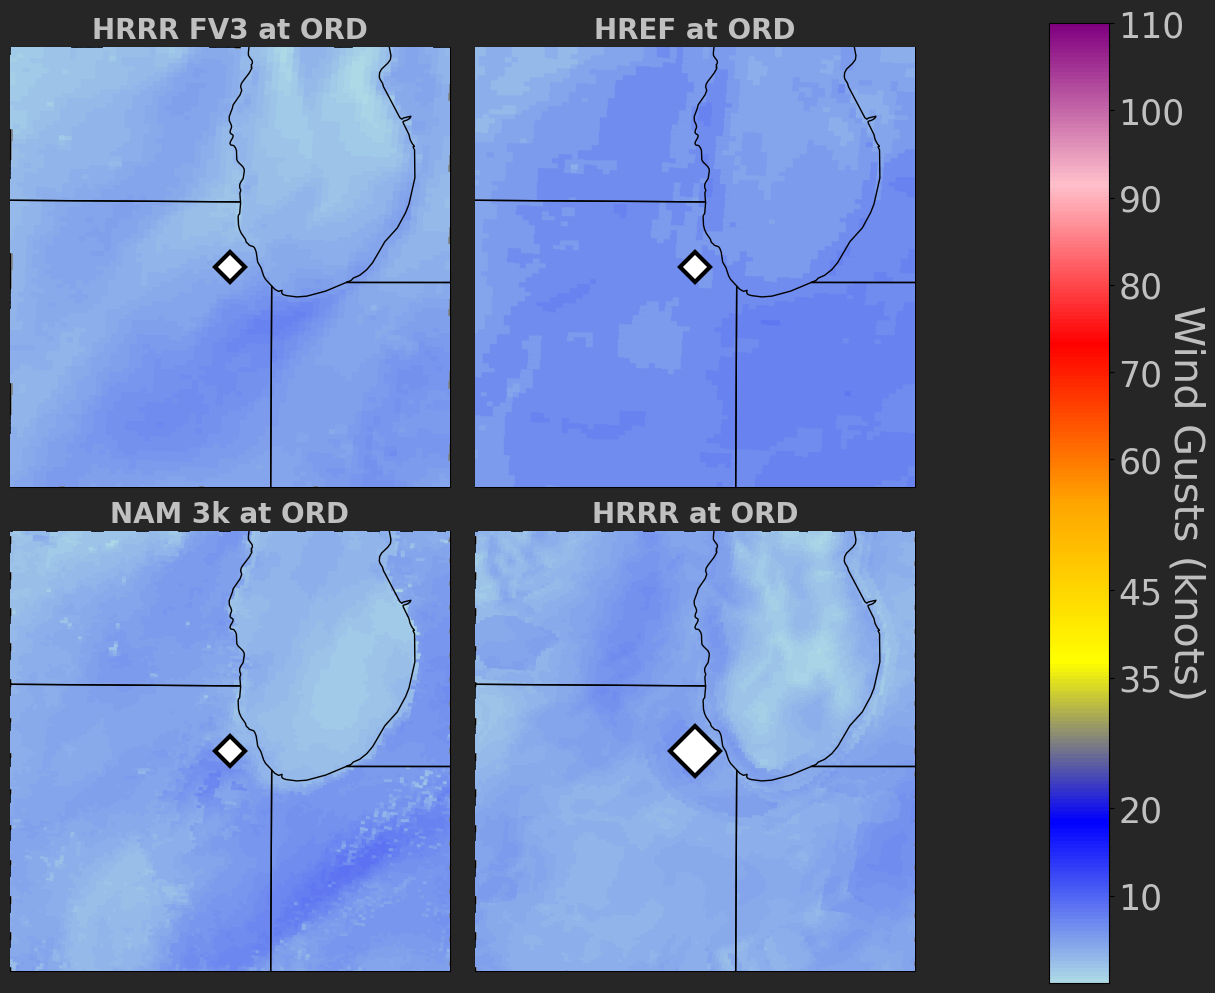 HRRR FV3 at ORD
HREF at ORD
NAM 3k at ORD
HRRR at ORD
110
100
90
80
70
60
45
35
20
10
Wind Gusts (knots)